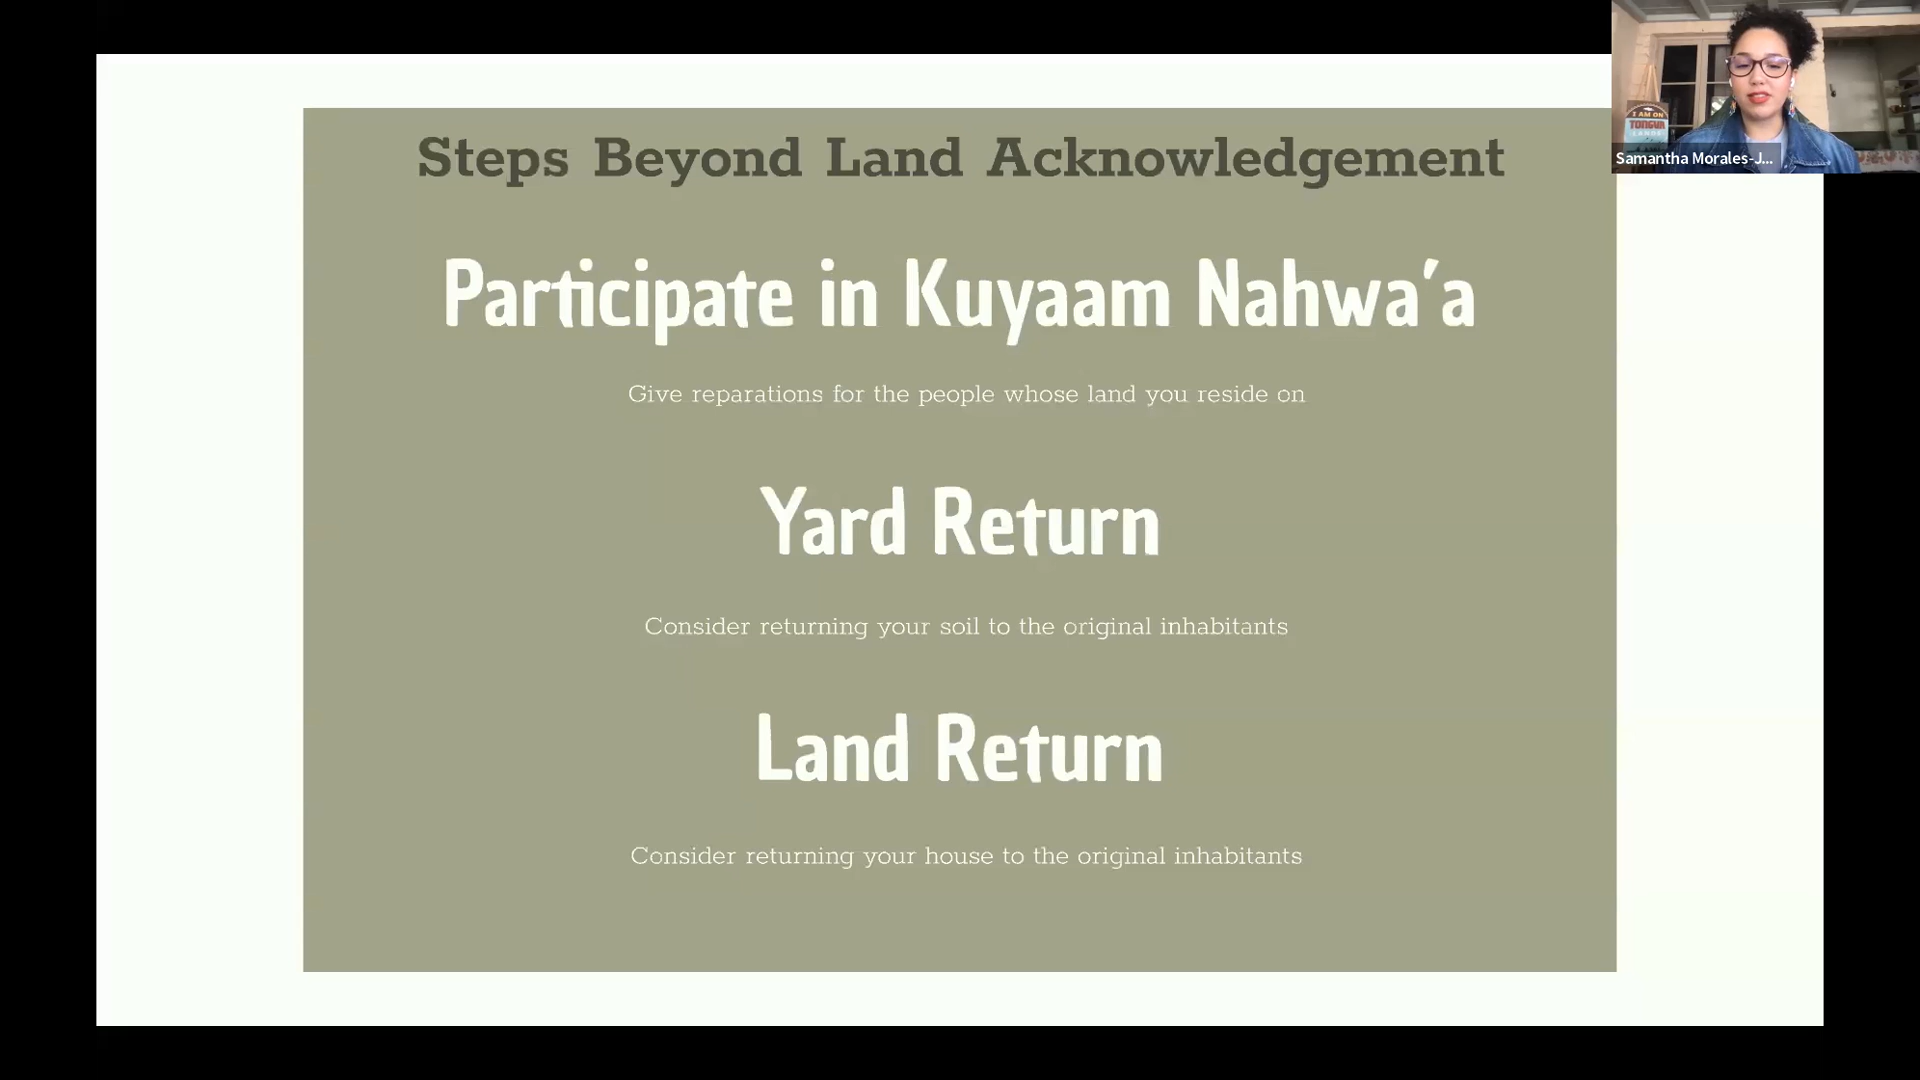 Steps Beyond Land Acknowledgement
Participate in Kuyaam Nahwa'a
Give reparations for the people whose land you reside on
Yard Return
Consider returning your soil to the original inhabitants
Land Return
Consider returning your house to the original inhabitants
I AM ON
TONGVA
LANDS
Samantha Morales-J...